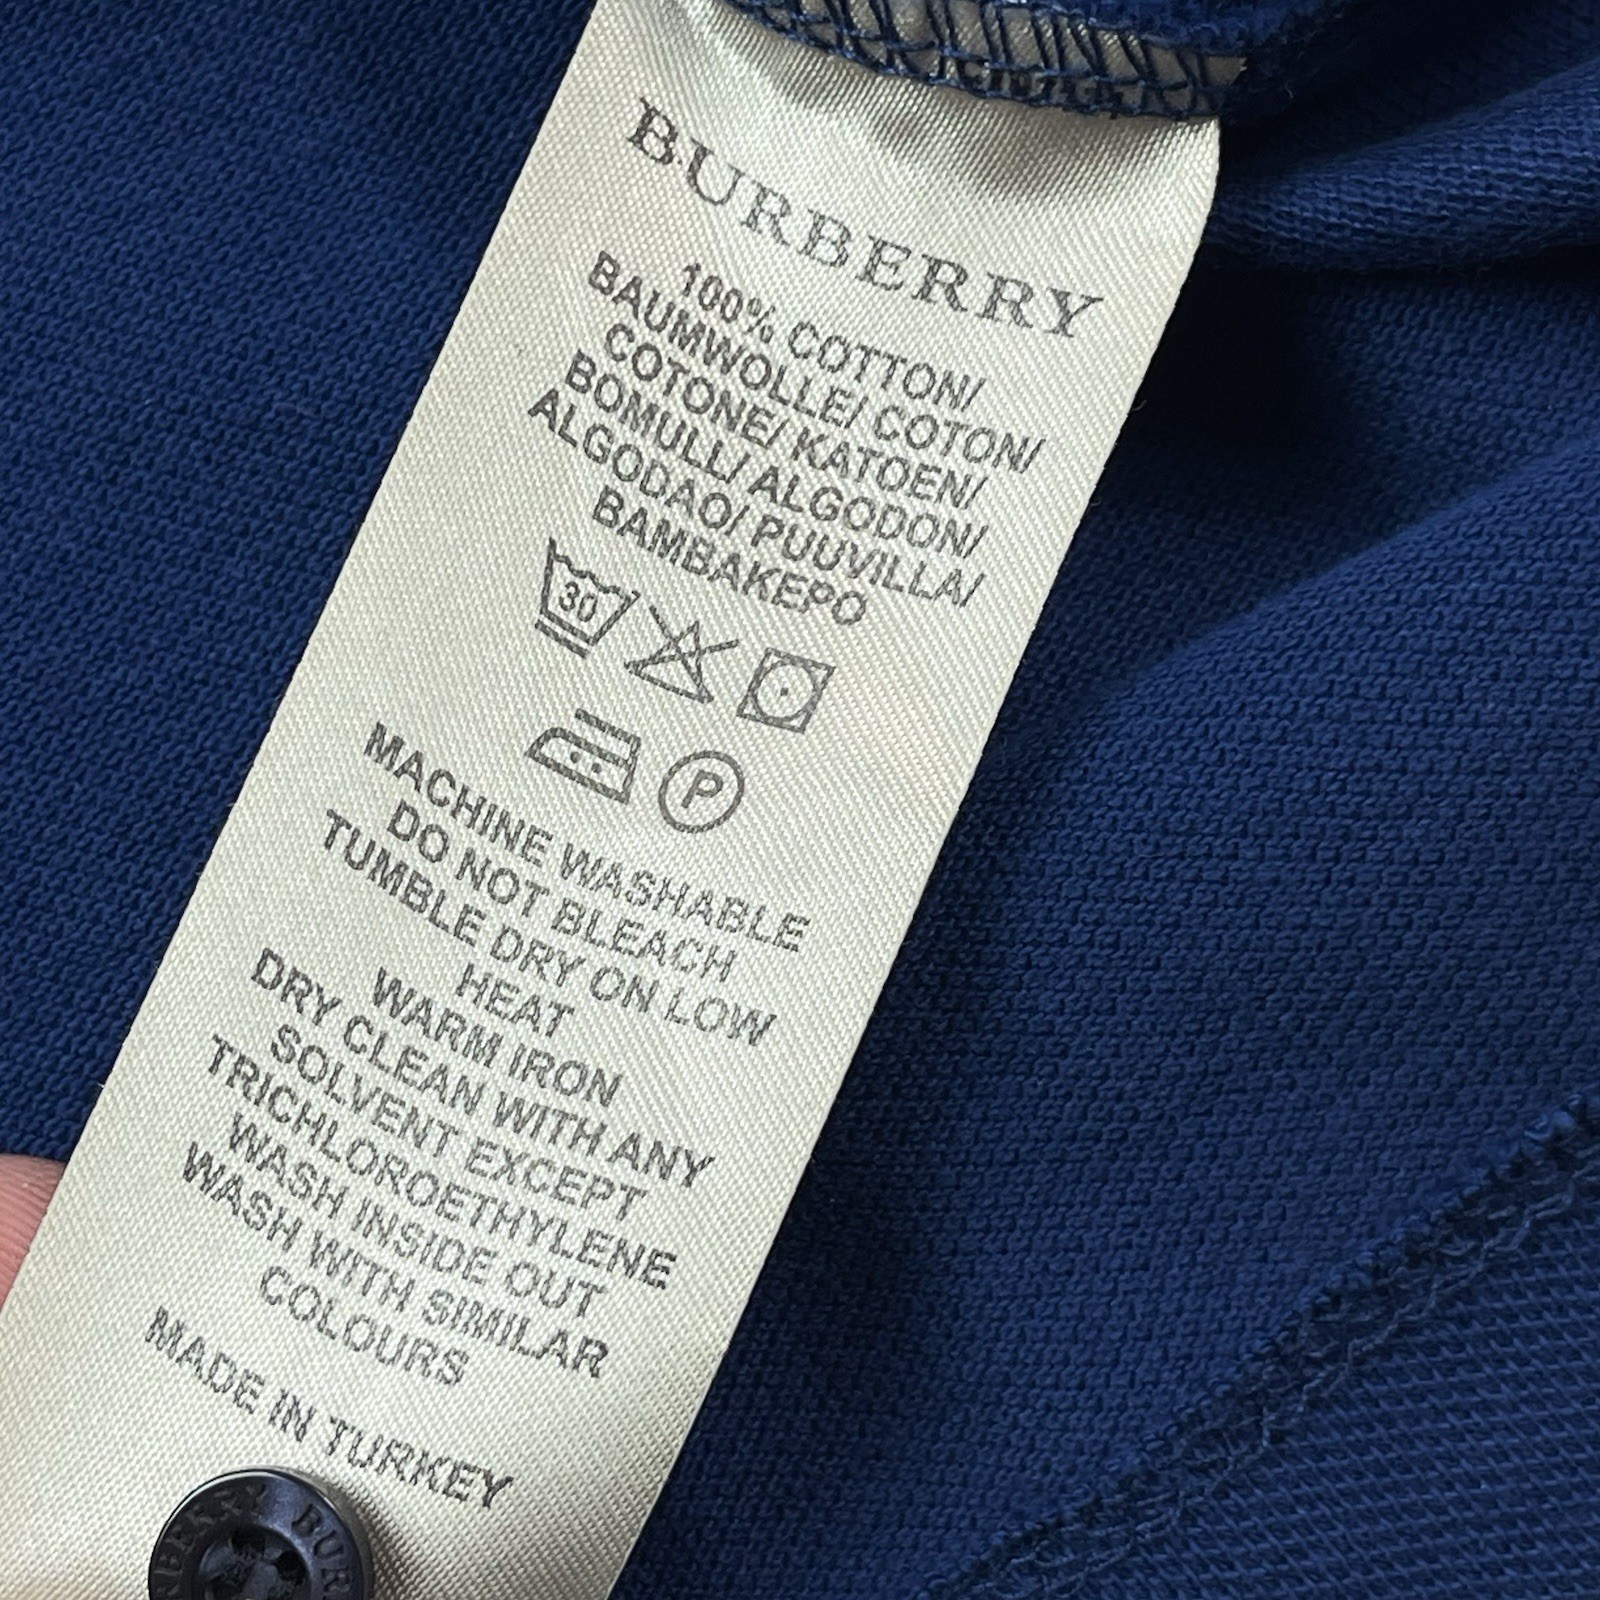 BURBERRY
100% COTTON/
BAUMWOLLE/ COTON/
COTONE/ KATOEN/
BOMULL/ ALGODON/
ALGODAO/ PUUVILLA/
BAMBAKEPO
30
P
MACHINE WASHABLE
DO NOT BLEACH
TUMBLE DRY ON LOW
HEAT
WARM IRON
DRY CLEAN WITH ANY
SOLVENT EXCEPT
TRICHLOROETHYLENE
WASH INSIDE OUT
WASH WITH SIMILAR
COLOURS
MADE IN TURKEY